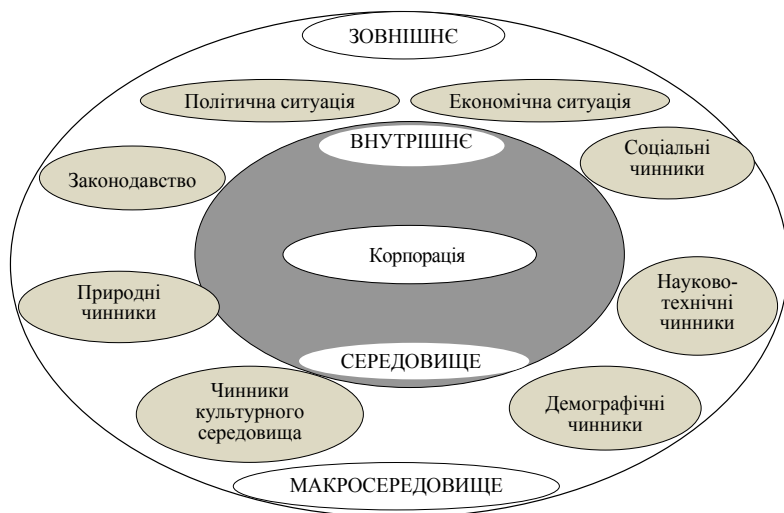 ЗОВНІШНЄ
Політична ситуація
Економічна ситуація
ВНУТРІШНЄ
Соціальні
чинники
Законодавство
Корпорація
Природні
чинники
Науково-
технічні
чинники
СЕРЕДОВИЩЕ
Чинники
культурного
середовища
Демографічні
чинники
МАКРОСЕРЕДОВИЩЕ